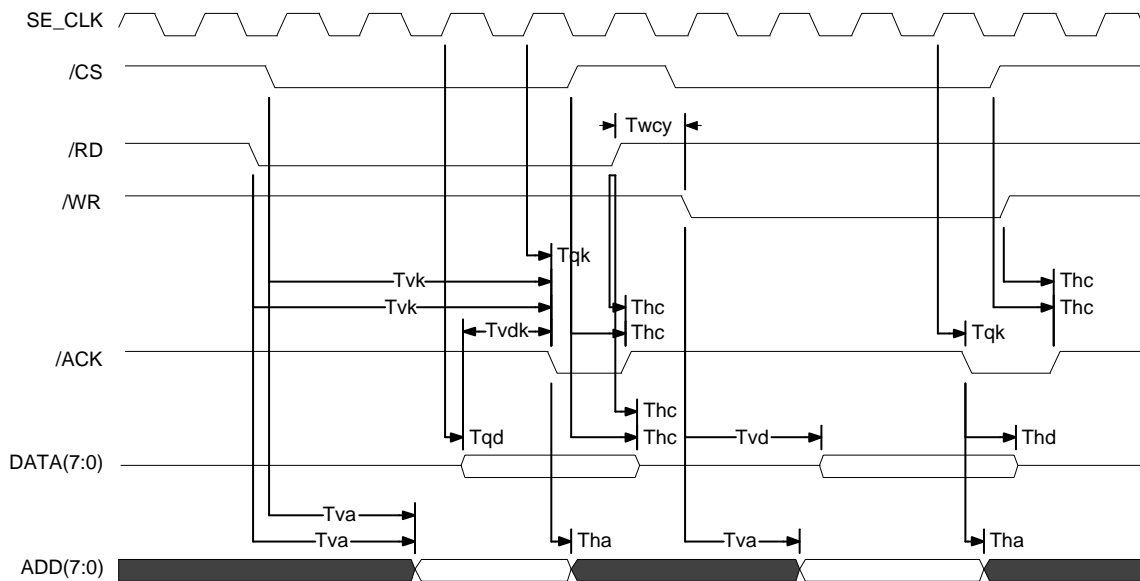 SE_CLK
/CS
Twcy
/RD
/WR
Tqk
Tvk
Thc
Tvk
Thc
Thc
Tvdk
Thc
Tqk
/ACK
Thc
Tqd
Thc
Tvd
Thd
DATA(7:0)
Tva
Tva
Tha
Tva
Tha
ADD(7:0)